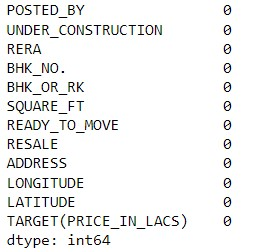 POSTED_BY 0
UNDER_CONSTRUCTION 0
RERA 0
BHK_NO. 0
BHK_OR_RK 0
SQUARE_FT 0
READY_TO_MOVE 0
RESALE 0
ADDRESS 0
LONGITUDE 0
LATITUDE 0
TARGET(PRICE_IN_LACS) 0
dtype: int64